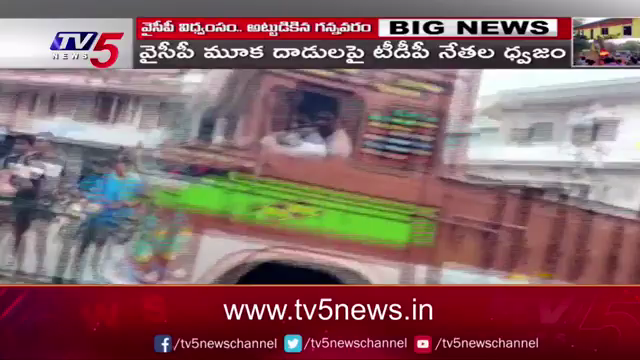 TV5
NEWS
వైసీపీ విధ్వంసం.. అట్టుడికిన గన్నవరం
BIG NEWS
వైసీపీ మూక దాడులపై టీడీపీ నేతల ధ్వజం
www.tv5news.in
/tv5newschannel
/tv5newschannel
/tv5newschannel